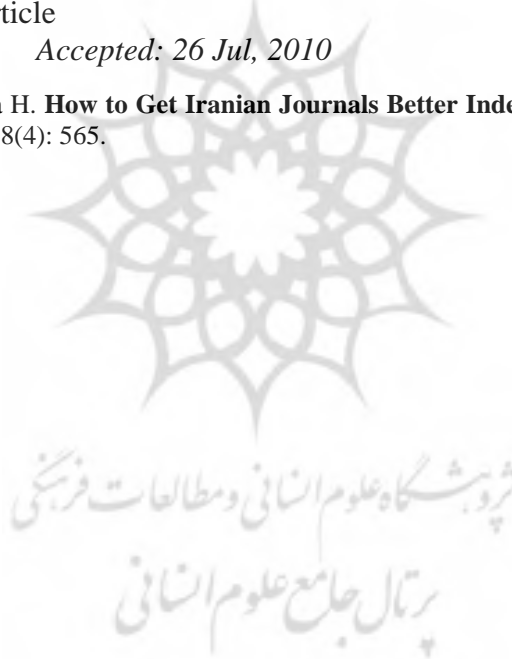 rticle
Accepted: 26 Jul, 2010
H. How to Get Iranian Journals Better Inde
8(4): 565.
پژوهشگاه علوم انسانی و مطالعات فرهنگی
پرتال جامع علوم انسانی